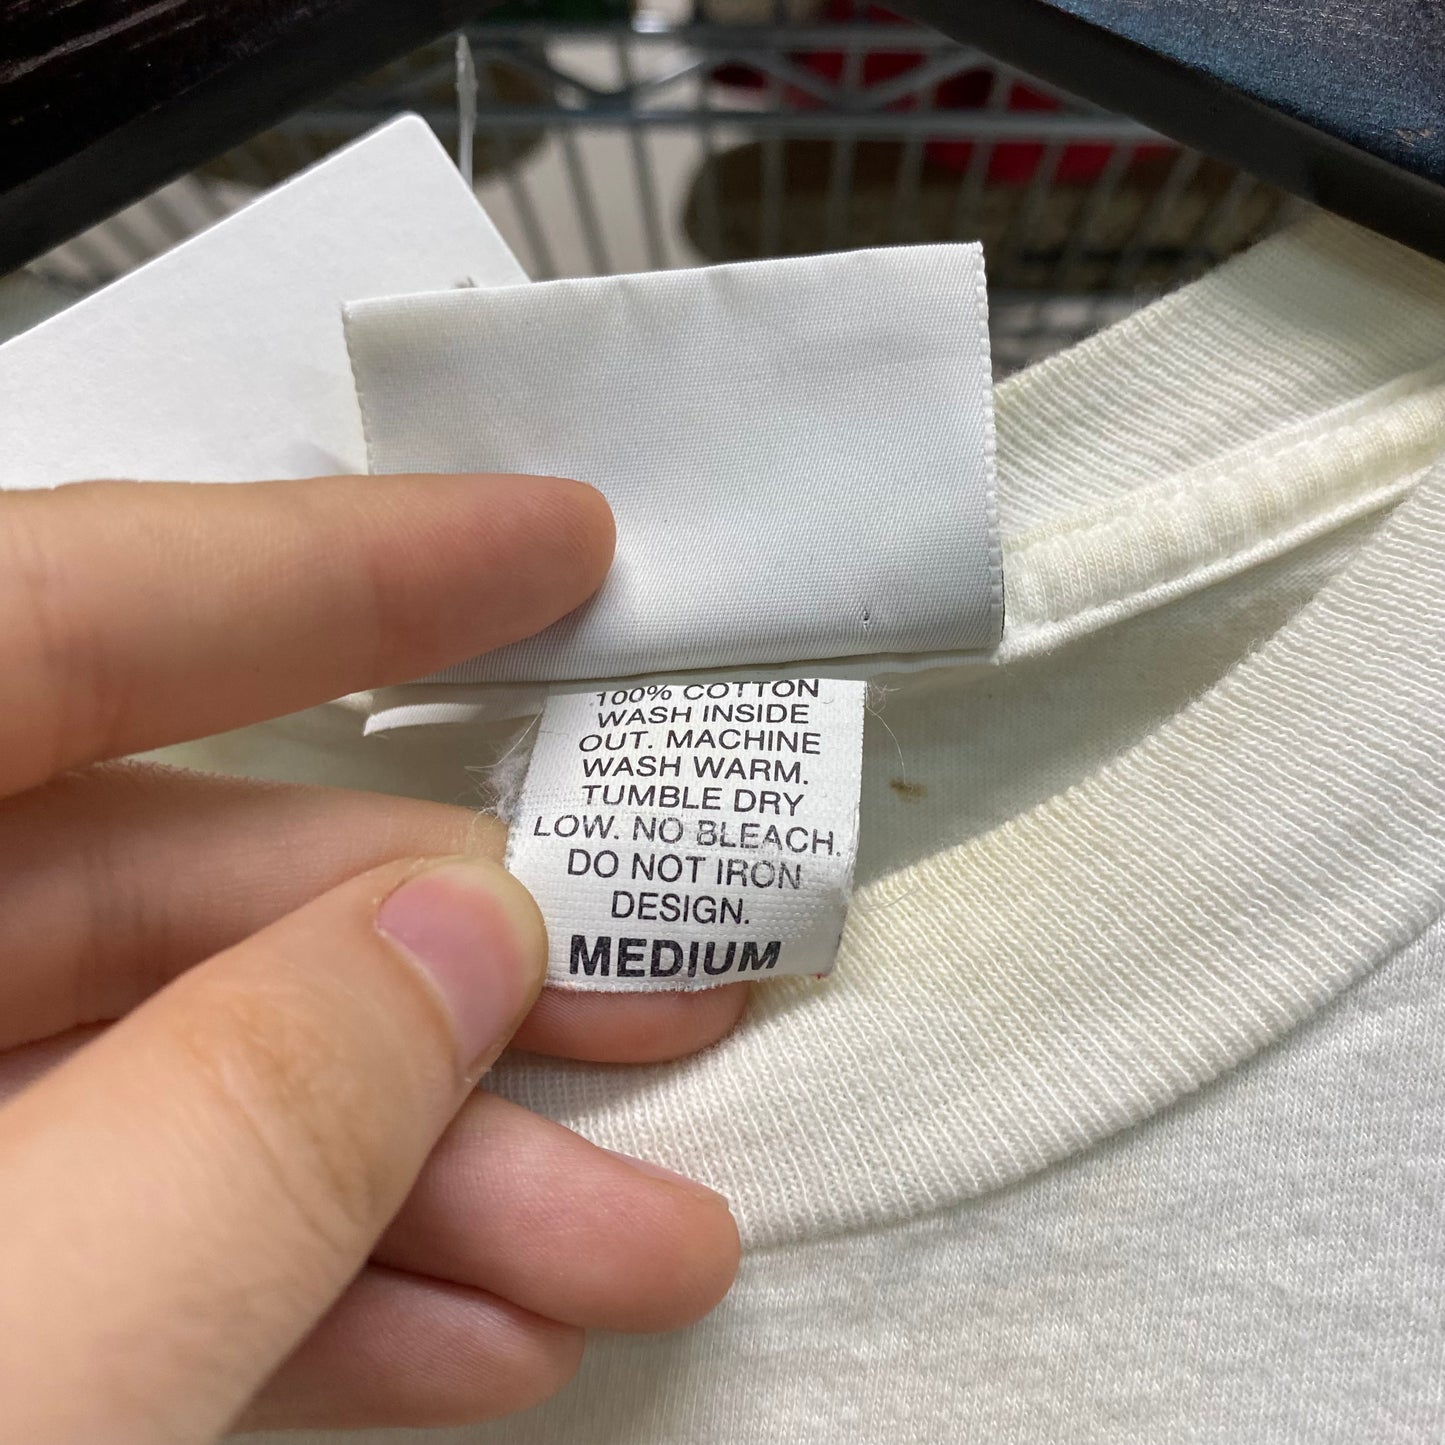 100% COTTON
WASH INSIDE
OUT. MACHINE
WASH WARM.
TUMBLE DRY
LOW. NO BLEACH.
DO NOT IRON
DESIGN.
MEDIUM